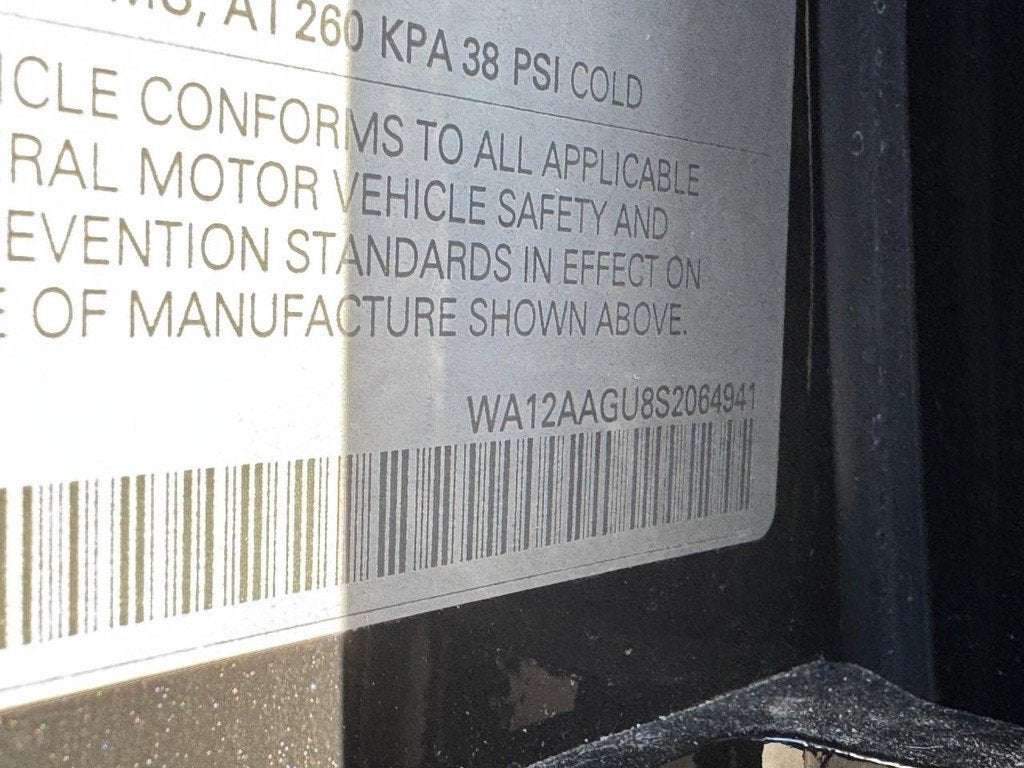 AT 260 KPA 38 PSI COLD
ICLE CONFORMS TO ALL APPLICABLE
ERAL MOTOR VEHICLE SAFETY AND
EVENTION STANDARDS IN EFFECT ON
E OF MANUFACTURE SHOWN ABOVE.
WA12AAGU8S2064941